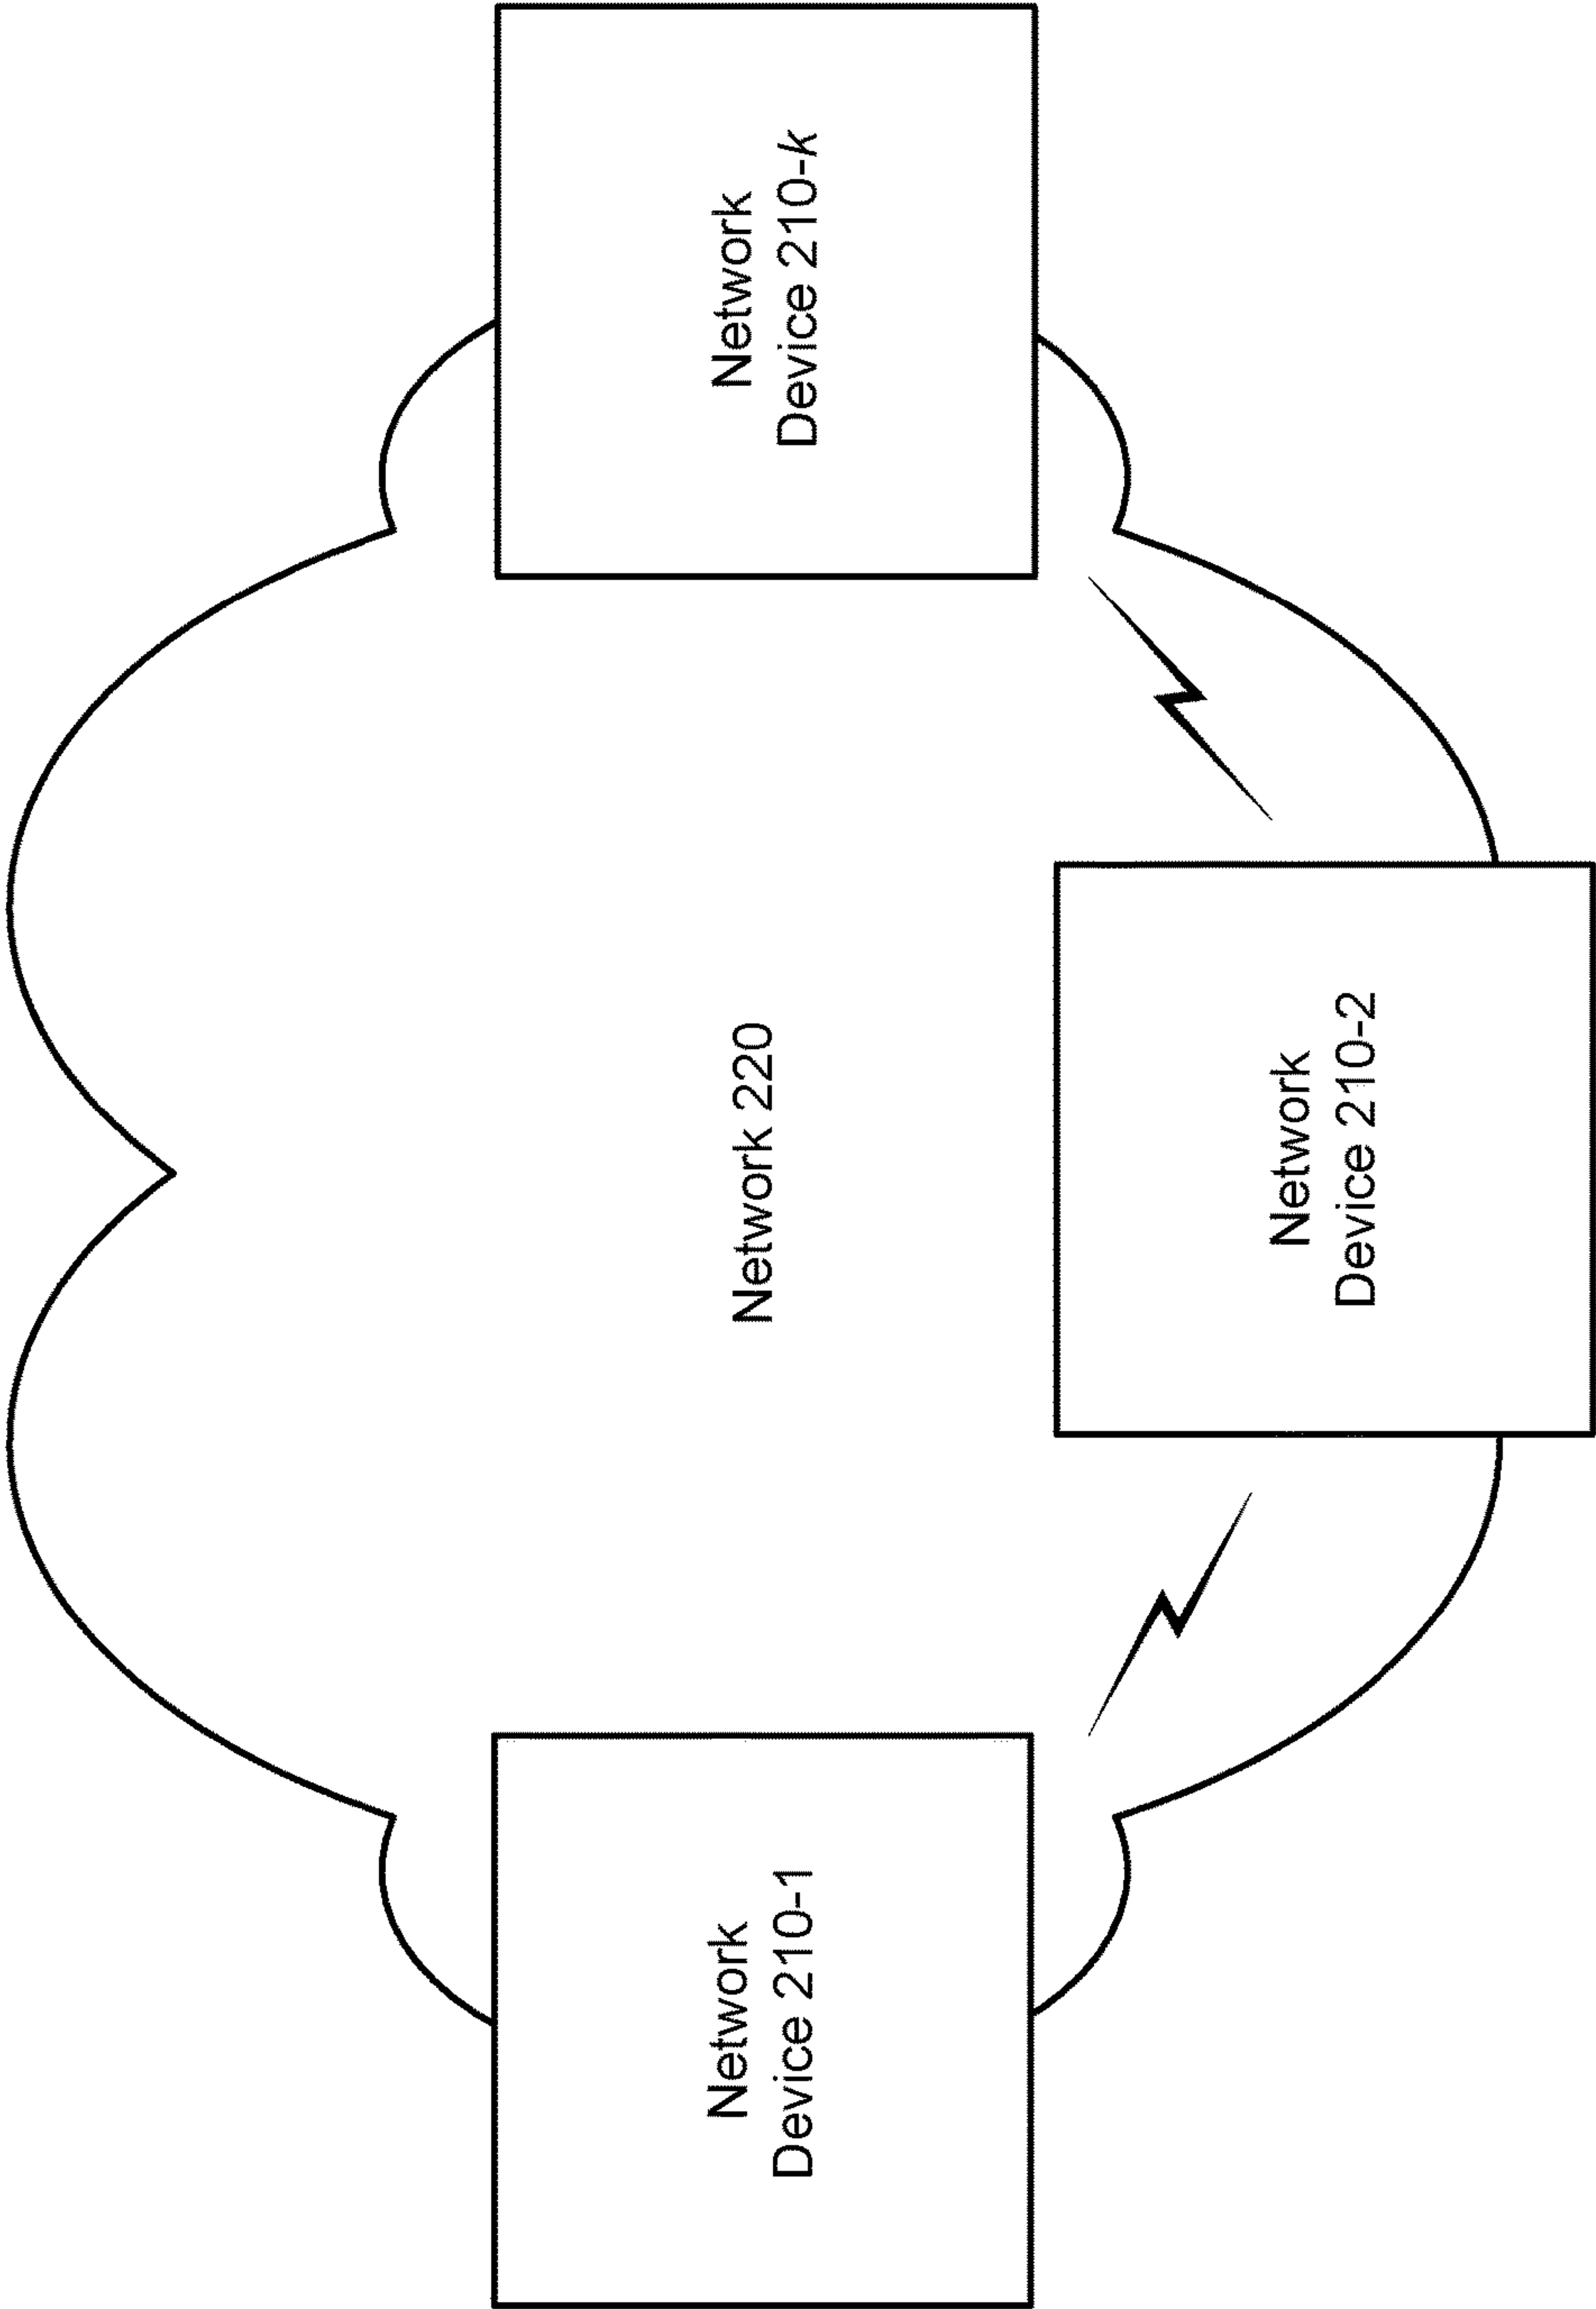 Network 220
Network
Device 210-1
Network
Device 210-2
Network
Device 210-k